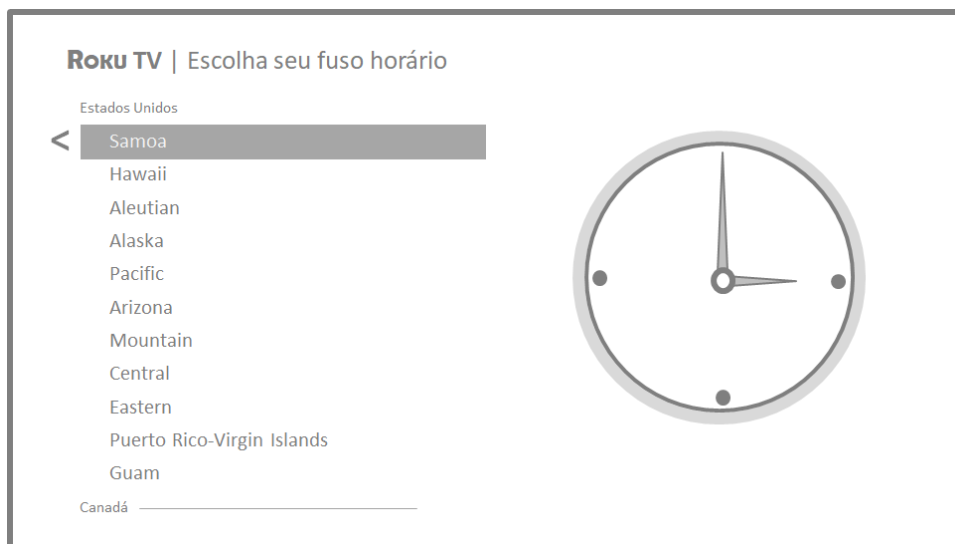 ROKU TV | Escolha seu fuso horário
Estados Unidos
<
Samoa
Hawaii
Aleutian
Alaska
Pacific
Arizona
Mountain
Central
Eastern
Puerto Rico-Virgin Islands
Guam
Canadá